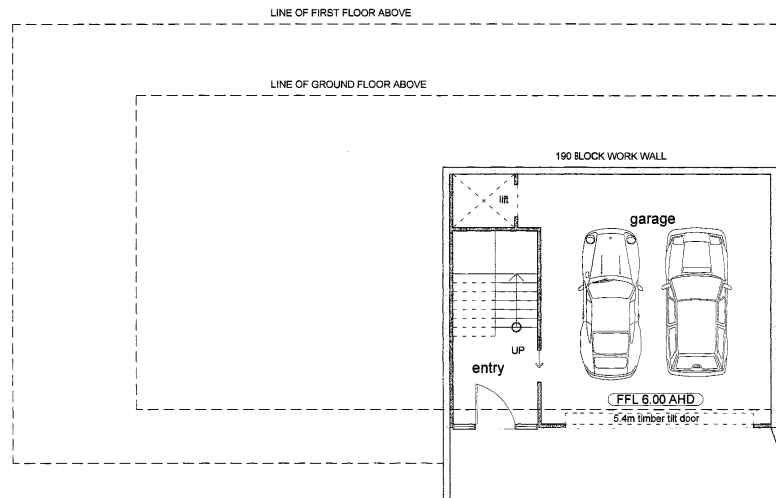 LINE OF FIRST FLOOR ABOVE
LINE OF GROUND FLOOR ABOVE
190 BLOCK WORK WALL
lift
garage
UP
entry
FFL 6.00 AHD
5.4m timber tilt door